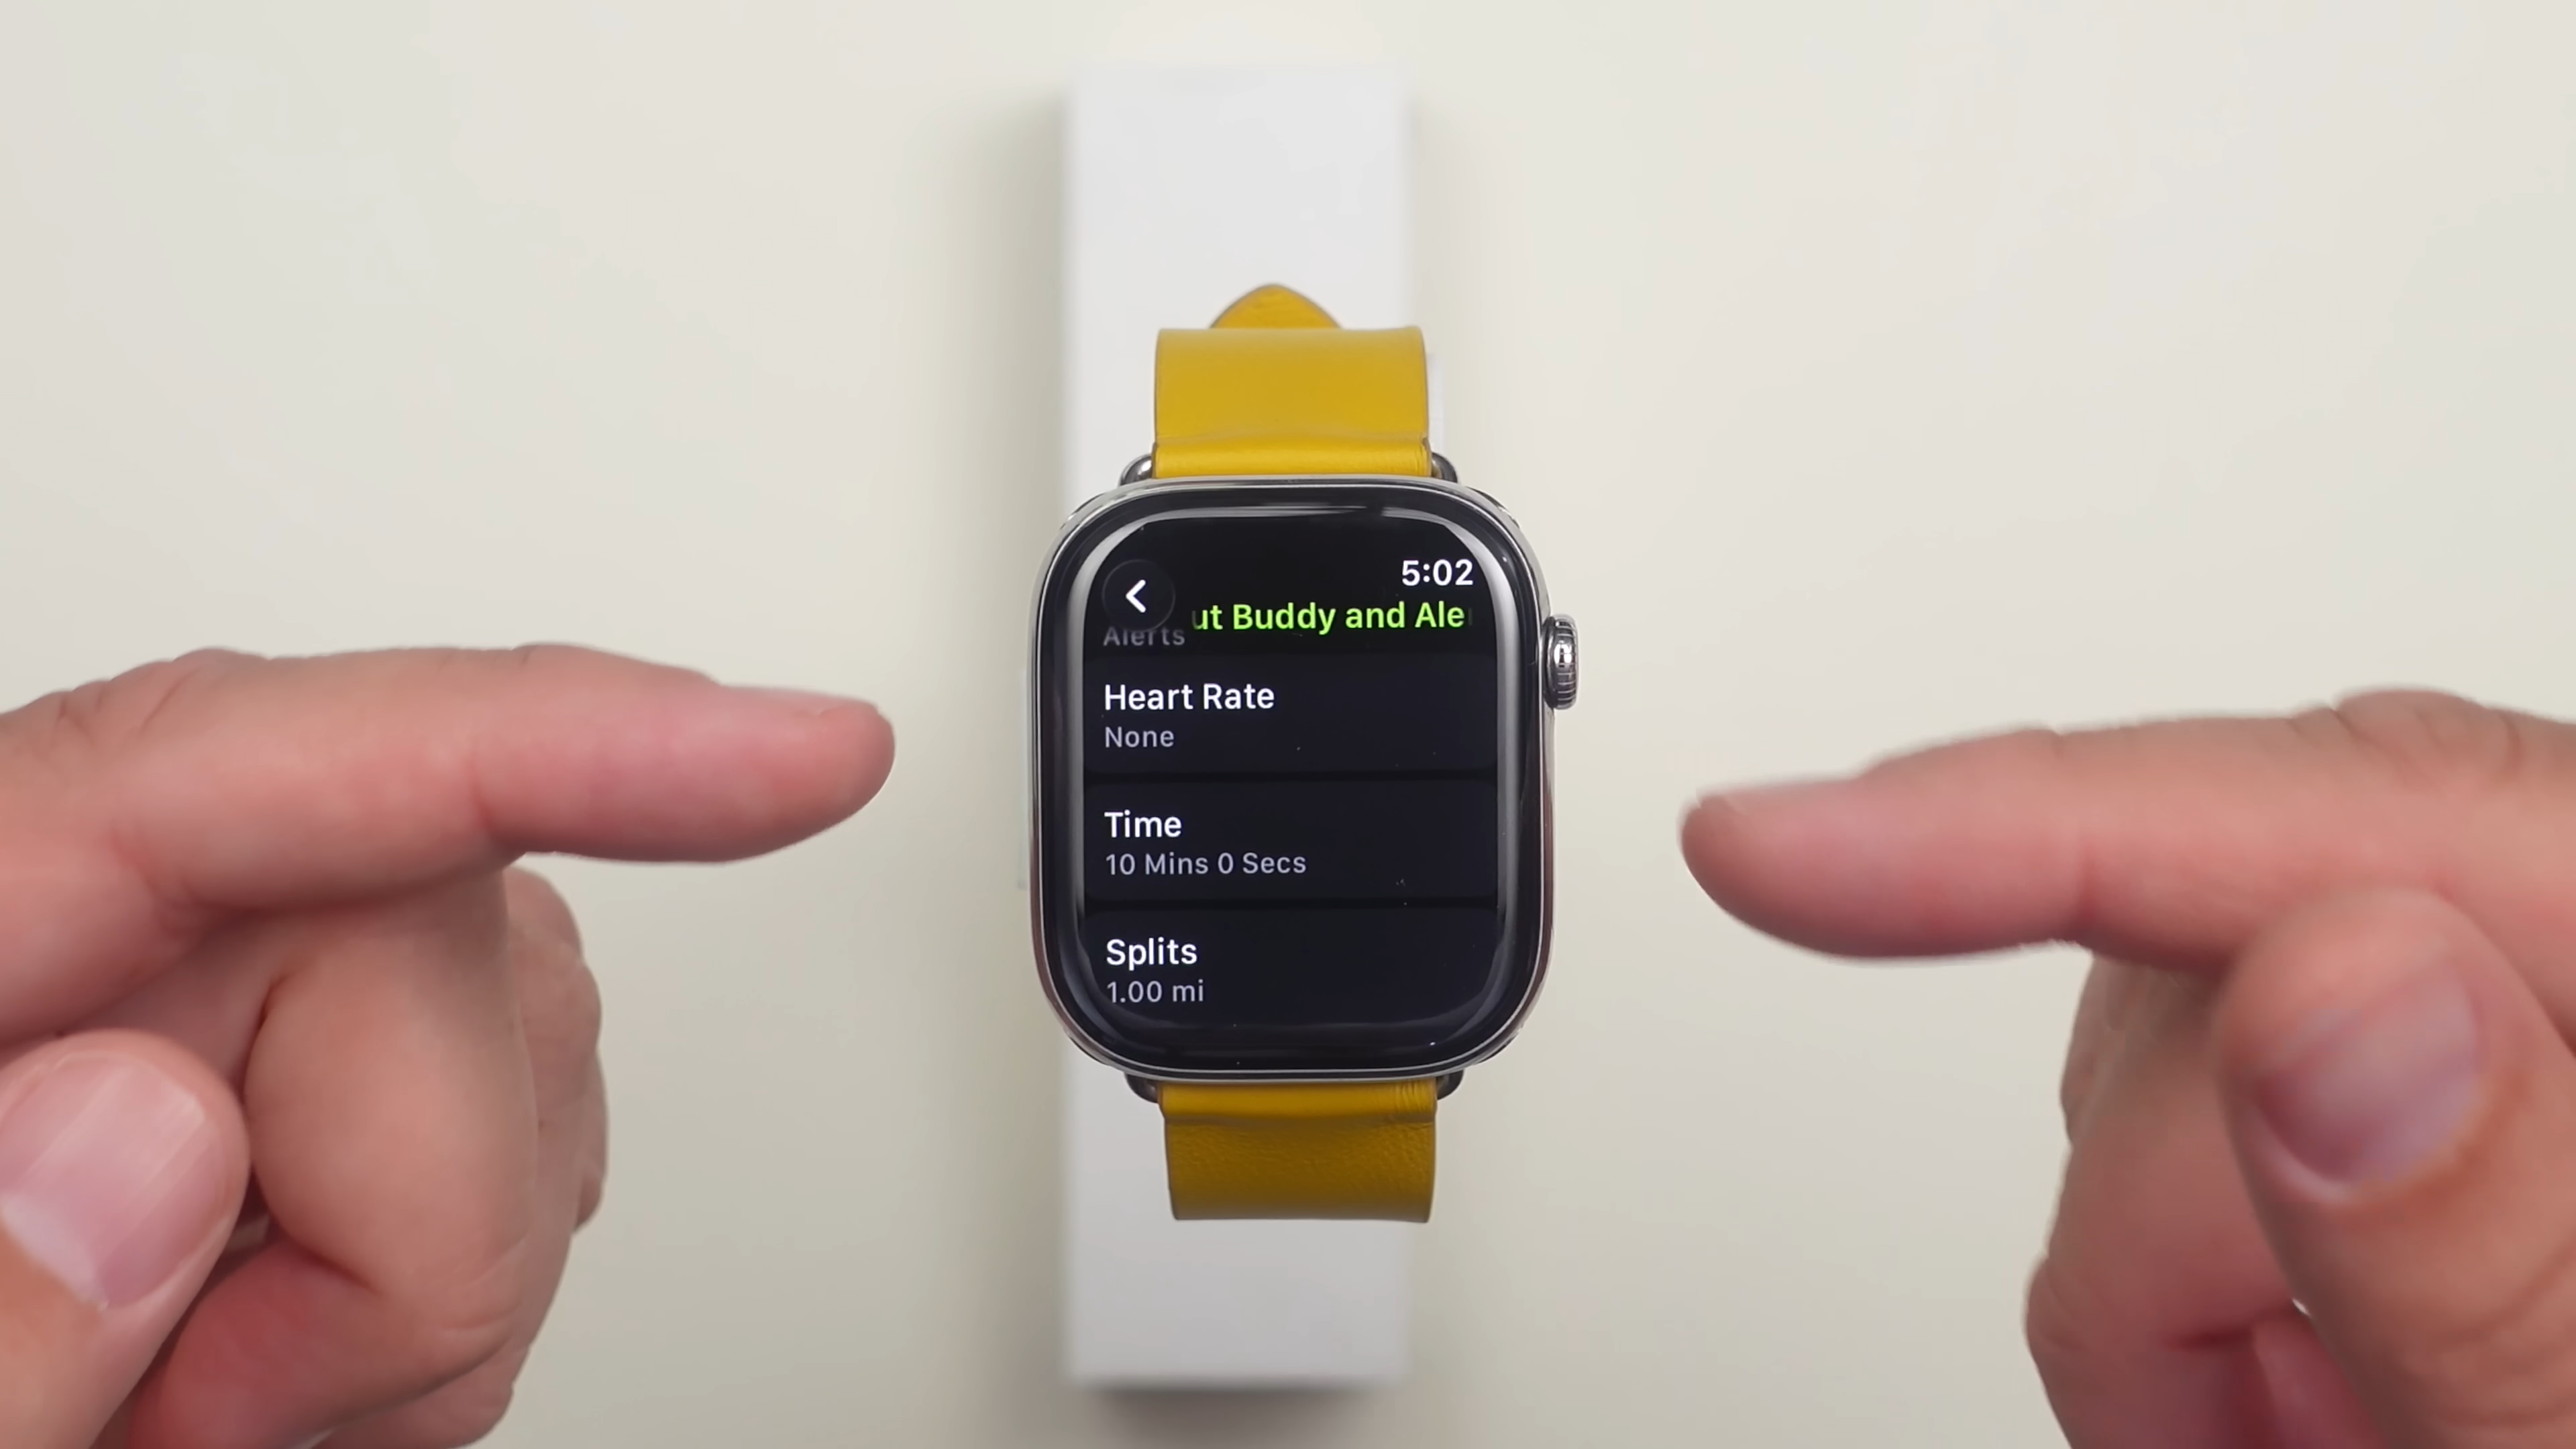 5:02
ut Buddy and Ale
Alerts
Heart Rate
None
Time
10 Mins 0 Secs
Splits
1.00 mi